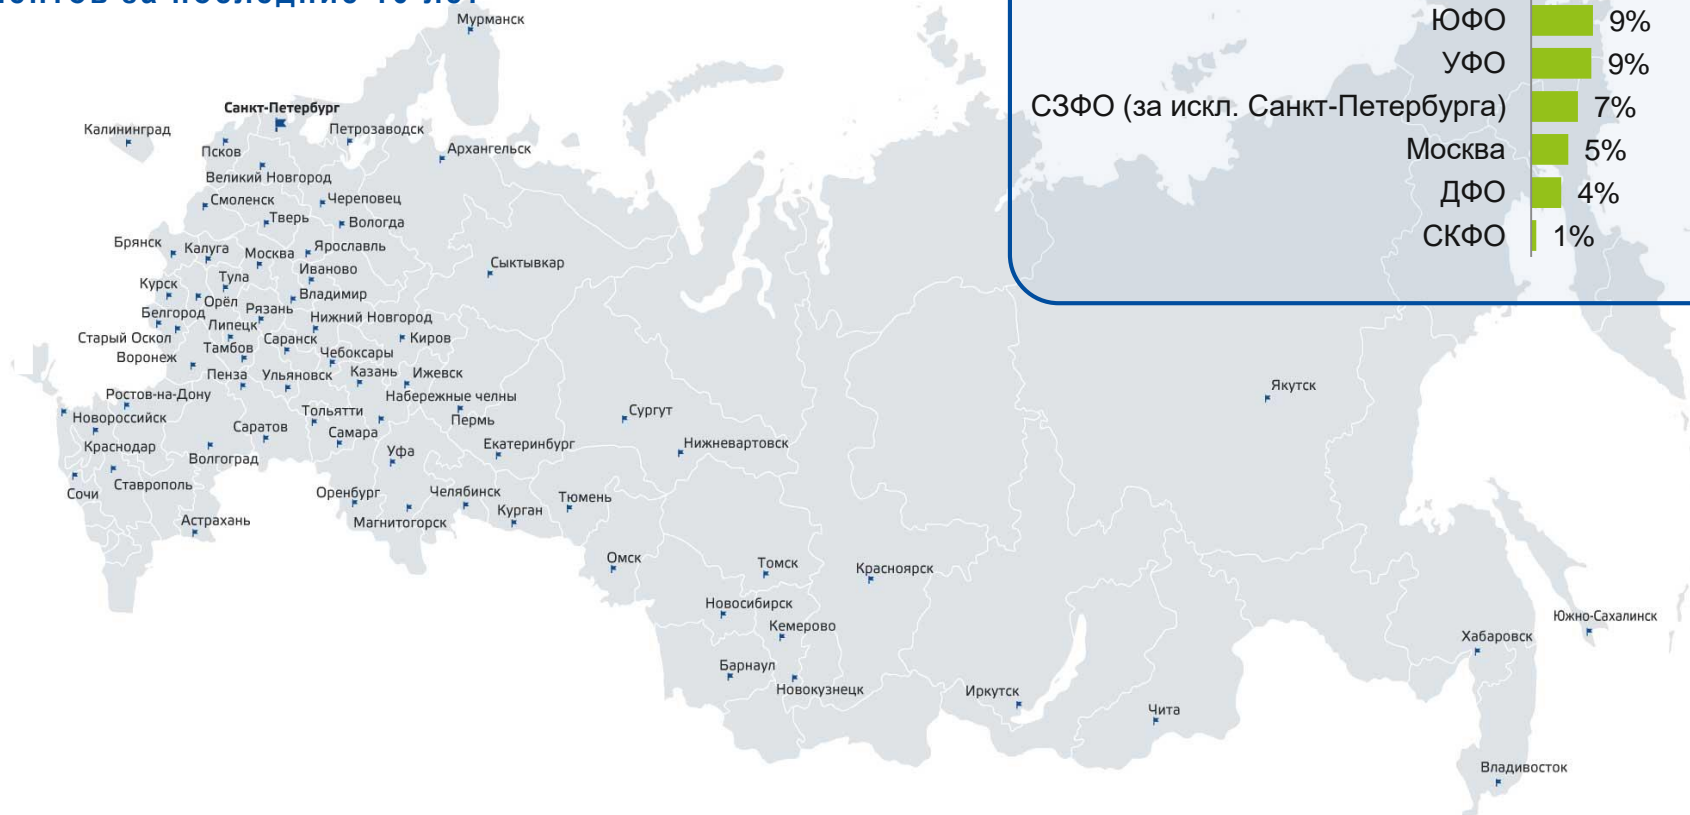 за последние 10 лет
Мурманск
ЮФО 9%
УФО 9%
СЗФО (за искл. Санкт-Петербурга) 7%
Москва 5%
ДФО 4%
СКФО 1%
Санкт-Петербург
Калининград
Петрозаводск
Псков
Архангельск
Великий Новгород
Смоленск
Череповец
Тверь
Вологда
Брянск
Калуга
Москва
Ярославль
Сыктывкар
Иваново
Тула
Курск
Орёл
Владимир
Белгород
Рязань
Нижний Новгород
Липецк
Старый Оскол
Саранск
Киров
Тамбов
Воронеж
Чебоксары
Пенза
Ульяновск
Казань
Ижевск
Якутск
Ростов-на-Дону
Набережные челны
Новороссийск
Тольятти
Пермь
Сургут
Саратов
Самара
Краснодар
Екатеринбург
Нижневартовск
Волгоград
Уфа
Ставрополь
Сочи
Оренбург
Челябинск
Тюмень
Курган
Магнитогорск
Астрахань
Омск
Томск
Красноярск
Новосибирск
Кемерово
Южно-Сахалинск
Хабаровск
Барнаул
Новокузнецк
Иркутск
Чита
Владивосток